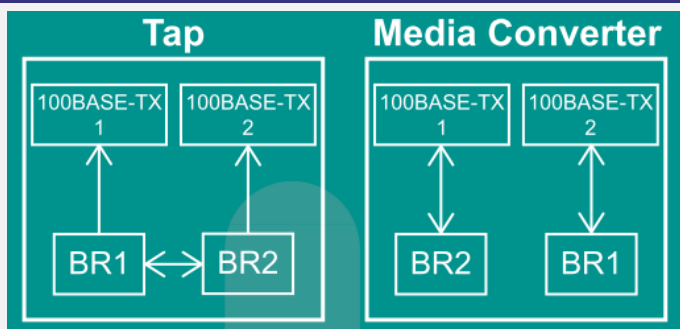 Tap
100BASE-TX
1
100BASE-TX
2
BR1
BR2
Media Converter
100BASE-TX
1
100BASE-TX
2
BR2
BR1